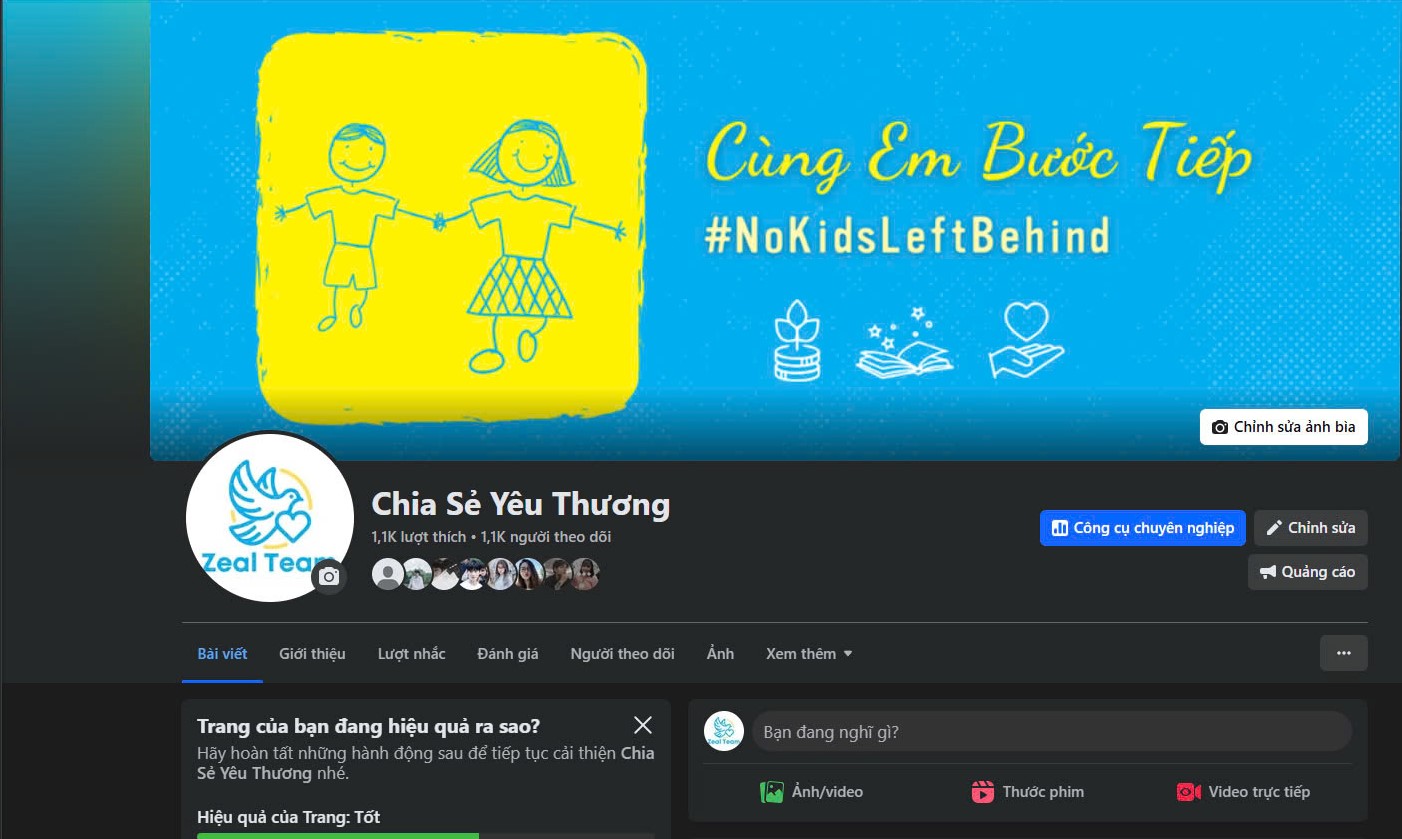 Cùng Em Bước Tiếp
#NoKidsLeftBehind
Chỉnh sửa ảnh bìa
Zeal Team
Chia Sẻ Yêu Thương
1,1K lượt thích • 1,1K người theo dõi
Công cụ chuyên nghiệp
Chỉnh sửa
Quảng cáo
Bài viết
Giới thiệu
Lượt nhắc
Đánh giá
Người theo dõi
Ảnh
Xem thêm
Trang của bạn đang hiệu quả ra sao?
Hãy hoàn tất những hành động sau để tiếp tục cải thiện Chia
Sẻ Yêu Thương nhé.
Hiệu quả của Trang: Tốt
Zeal Team
Bạn đang nghĩ gì?
Ảnh/video
Thước phim
Video trực tiếp